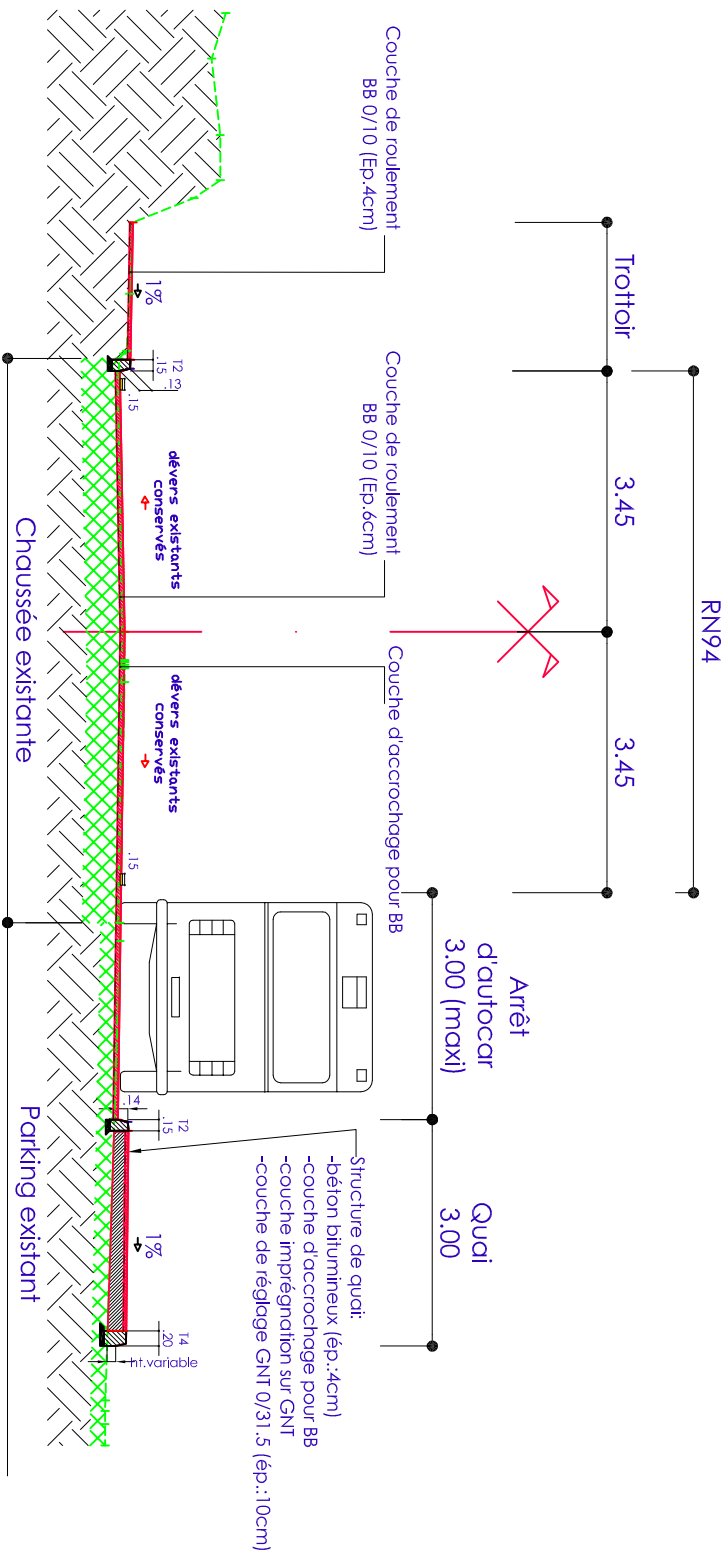 RN94
Trottoir
3.45
3.45
Arrêt
d'autocar
3.00 (maxi)
Quai
3.00
Couche de roulement
BB 0/10 (Ep.4cm)
Couche de roulement
BB 0/10 (Ep.6cm)
Couche d'accrochage pour BB
Structure de quai:
-béton bitumineux (ép.:4cm)
-couche d'accrochage pour BB
-couche imprégnation sur GNT
-couche de réglage GNT 0/31.5 (ép.:10cm)
1%
T2
.15
.13
.15
dévers existants
conservés
dévers existants
conservés
.15
.14
T2
.15
1%
T4
.20
ht.variable
Chaussée existante
Parking existant